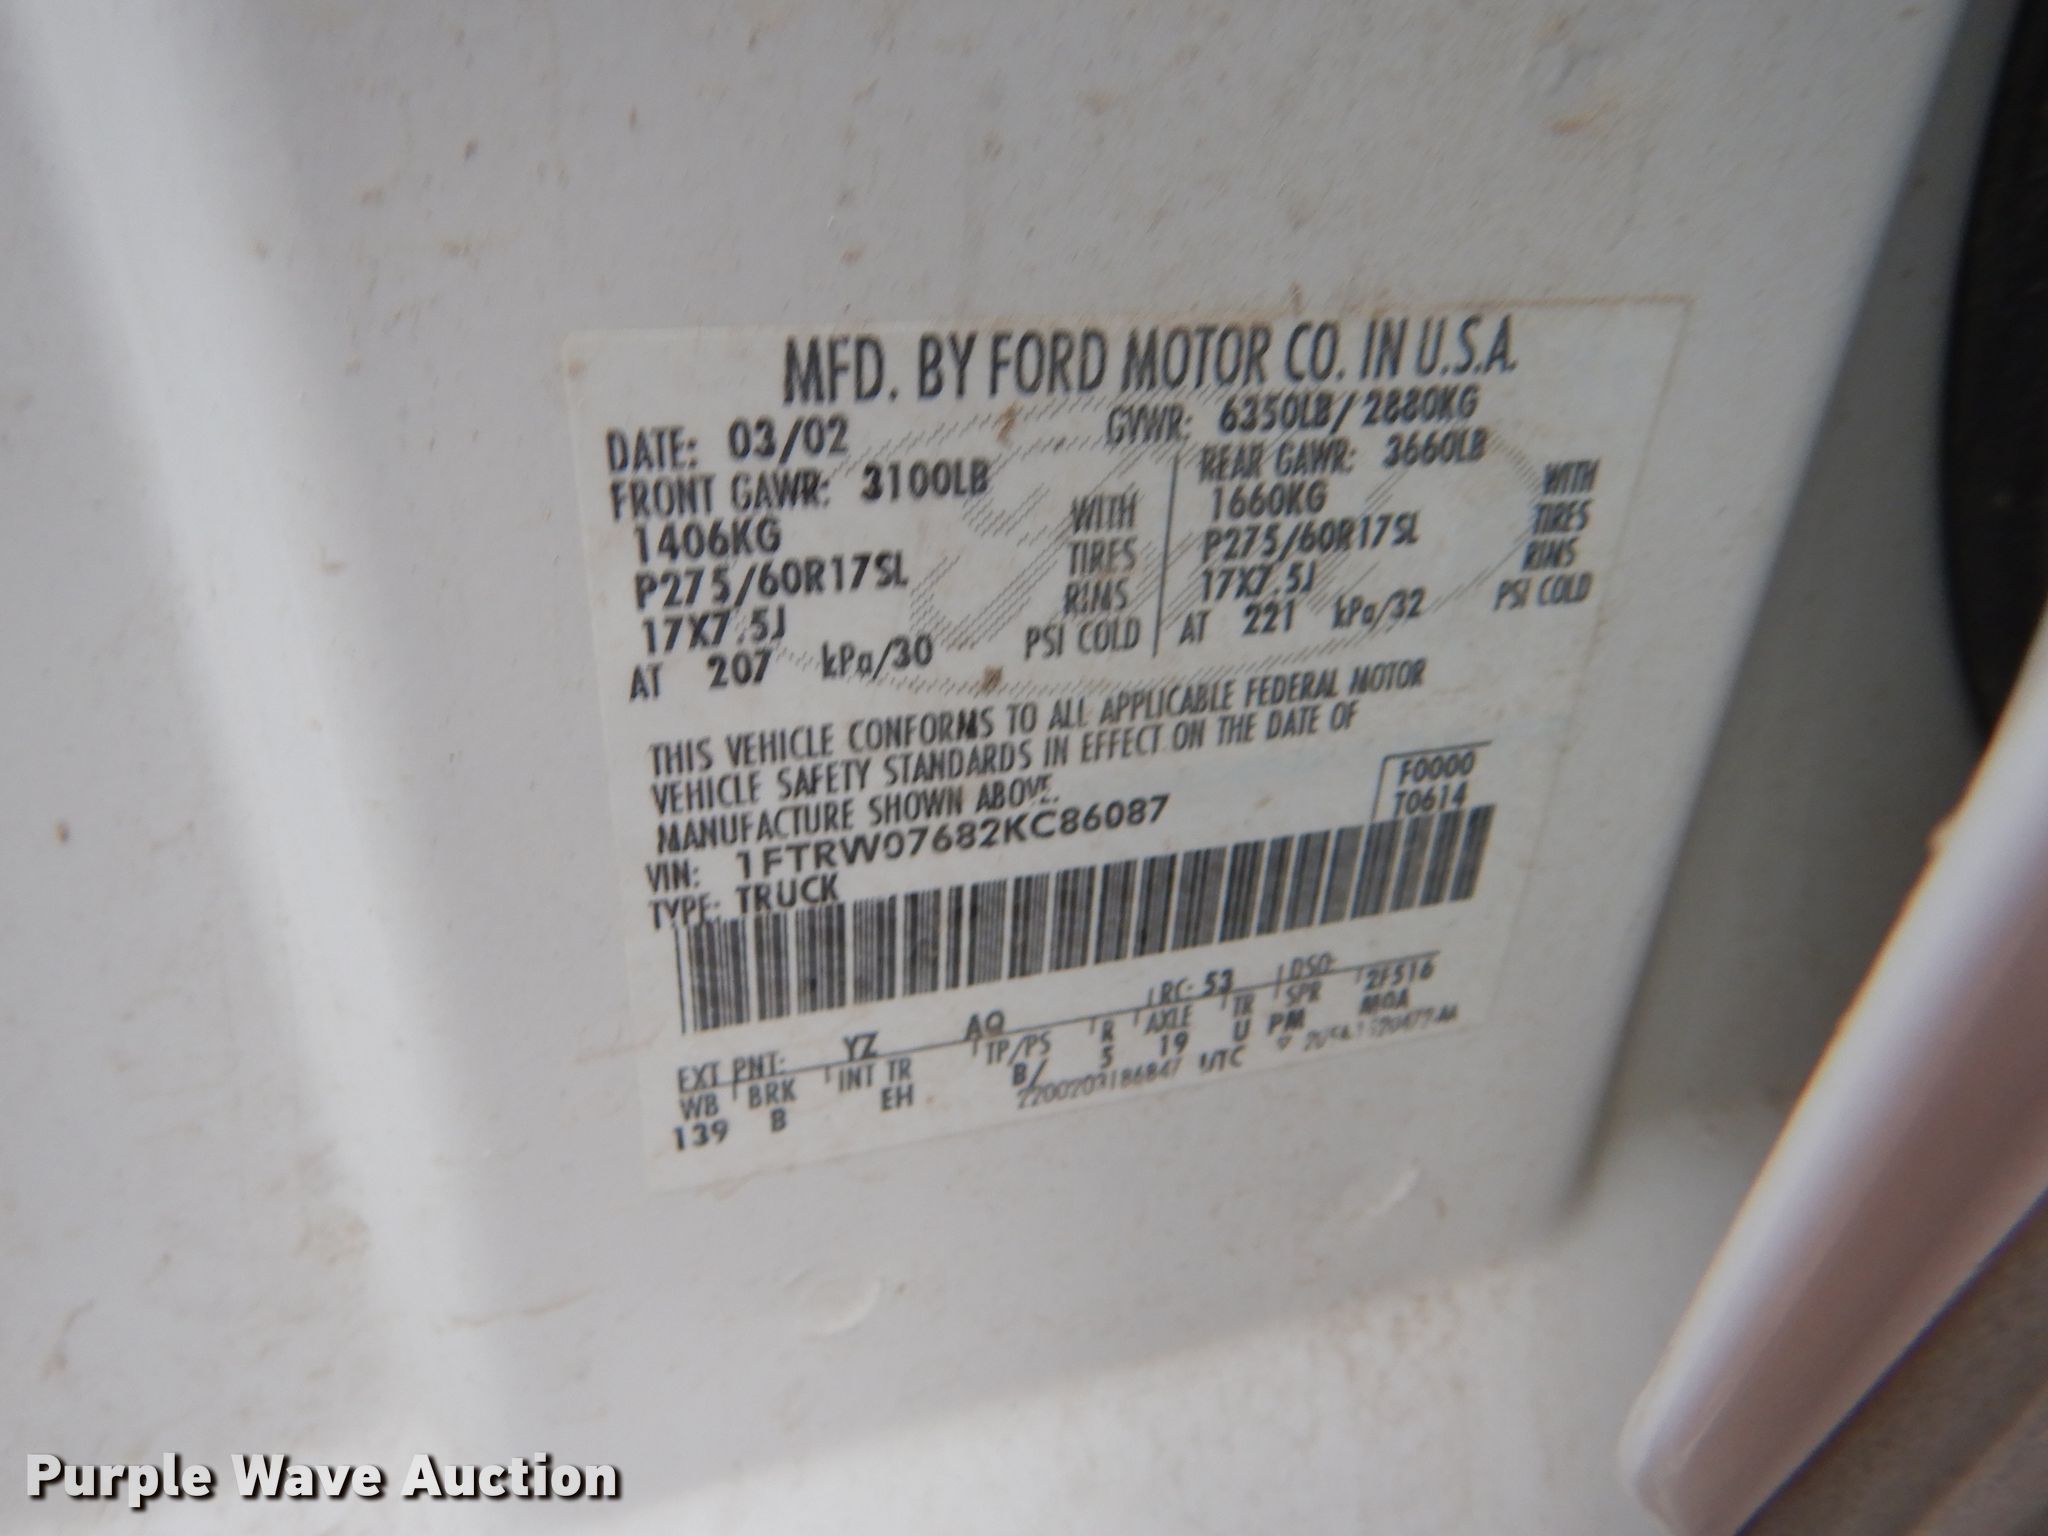 MFD. BY FORD MOTOR CO. IN U.S.A.
DATE: 03/02 GVWR: 6350LB/2880KG
FRONT GAWR: 3100LB REAR GAWR: 3660LB
1406KG WITH 1660KG WITH
P275/60R17SL TIRES P275/60R17SL TIRES
17X7.5J RIMS 17X7.5J RIMS
AT 207 kPa/30 PSI COLD AT 221 kPa/32 PSI COLD
THIS VEHICLE CONFORMS TO ALL APPLICABLE FEDERAL MOTOR
VEHICLE SAFETY STANDARDS IN EFFECT ON THE DATE OF
MANUFACTURE SHOWN ABOVE.
F0000
T0614
VIN: 1FTRW07682KC86087
TYPE: TRUCK
EXT PNT: YZ AQ RC: 53 DSO: 2F516
WB BRK INT TR TP/PS R AXLE TR SPR
139 B EH B/ 5 19 U PM M0A
UTC
Purple Wave Auction